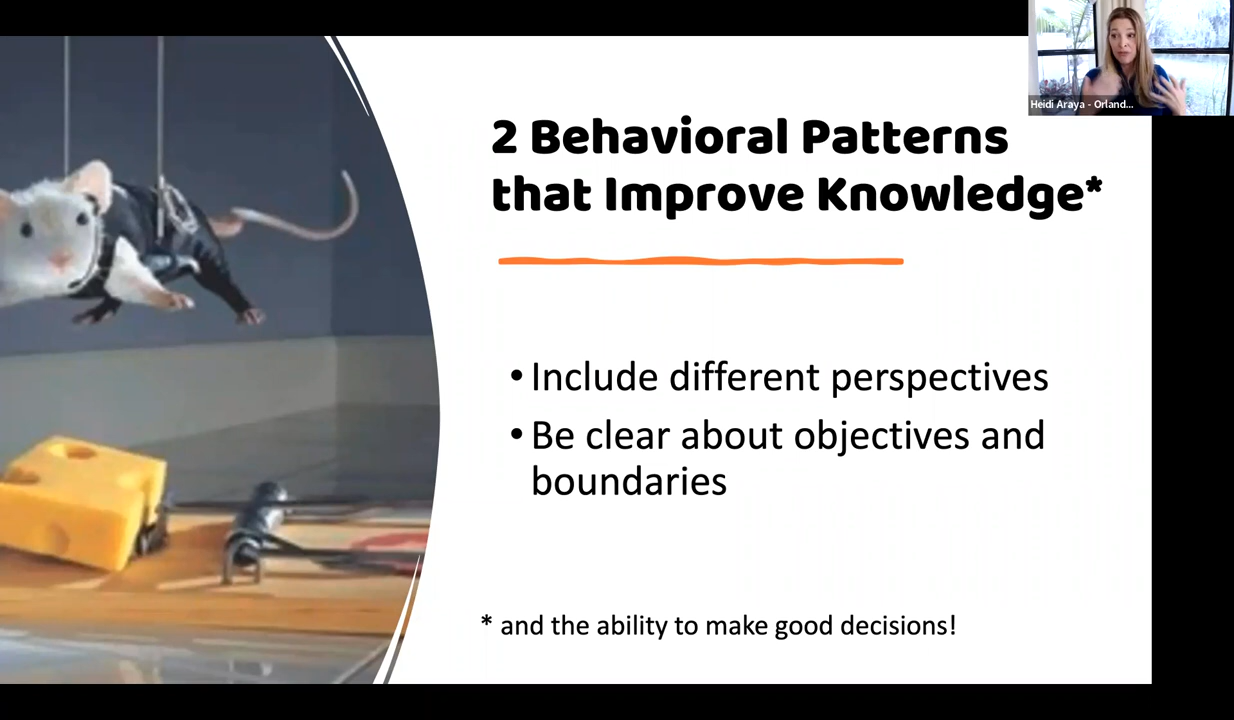 Heidi Araya - Orland...
2 Behavioral Patterns
that Improve Knowledge*
• Include different perspectives
• Be clear about objectives and
boundaries
* and the ability to make good decisions!